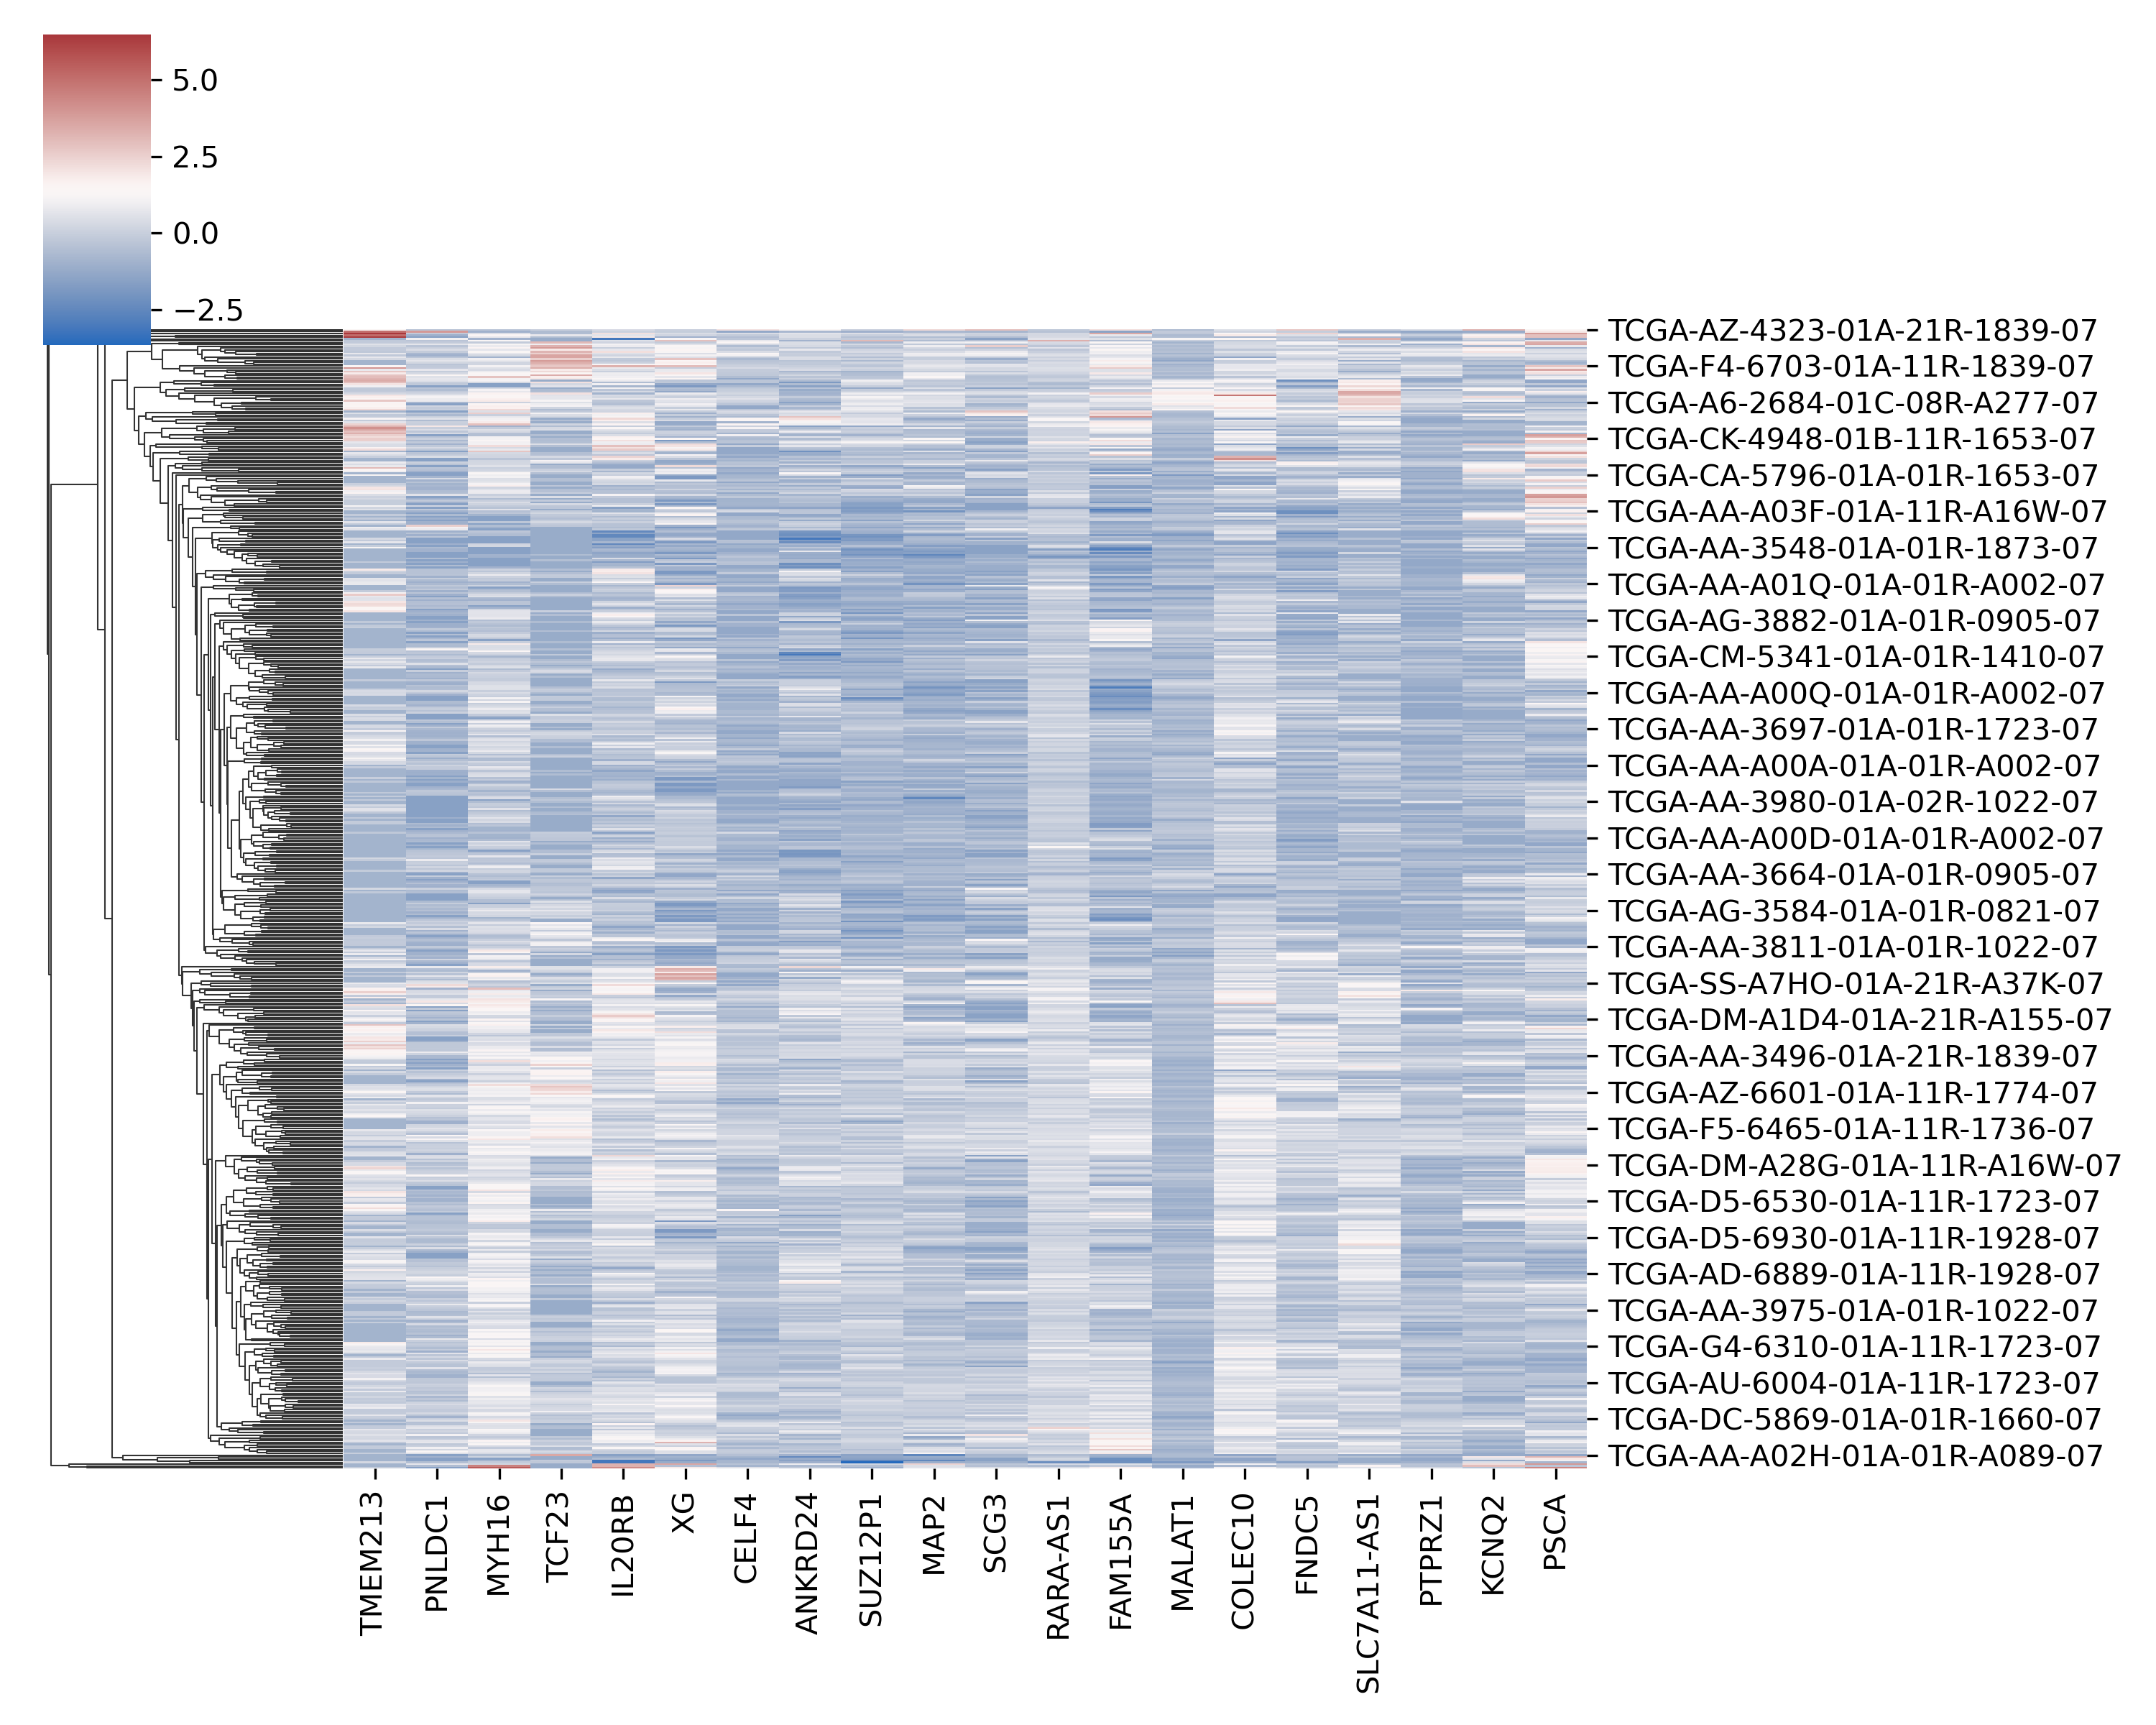 5.0
2.5
0.0
−2.5
TCGA-AZ-4323-01A-21R-1839-07
TCGA-F4-6703-01A-11R-1839-07
TCGA-A6-2684-01C-08R-A277-07
TCGA-CK-4948-01B-11R-1653-07
TCGA-CA-5796-01A-01R-1653-07
TCGA-AA-A03F-01A-11R-A16W-07
TCGA-AA-3548-01A-01R-1873-07
TCGA-AA-A01Q-01A-01R-A002-07
TCGA-AG-3882-01A-01R-0905-07
TCGA-CM-5341-01A-01R-1410-07
TCGA-AA-A00Q-01A-01R-A002-07
TCGA-AA-3697-01A-01R-1723-07
TCGA-AA-A00A-01A-01R-A002-07
TCGA-AA-3980-01A-02R-1022-07
TCGA-AA-A00D-01A-01R-A002-07
TCGA-AA-3664-01A-01R-0905-07
TCGA-AG-3584-01A-01R-0821-07
TCGA-AA-3811-01A-01R-1022-07
TCGA-SS-A7HO-01A-21R-A37K-07
TCGA-DM-A1D4-01A-21R-A155-07
TCGA-AA-3496-01A-21R-1839-07
TCGA-AZ-6601-01A-11R-1774-07
TCGA-F5-6465-01A-11R-1736-07
TCGA-DM-A28G-01A-11R-A16W-07
TCGA-D5-6530-01A-11R-1723-07
TCGA-D5-6930-01A-11R-1928-07
TCGA-AD-6889-01A-11R-1928-07
TCGA-AA-3975-01A-01R-1022-07
TCGA-G4-6310-01A-11R-1723-07
TCGA-AU-6004-01A-11R-1723-07
TCGA-DC-5869-01A-01R-1660-07
TCGA-AA-A02H-01A-01R-A089-07
TMEM213
PNLDC1
MYH16
TCF23
IL20RB
XG
CELF4
ANKRD24
SUZ12P1
MAP2
SCG3
RARA-AS1
FAM155A
MALAT1
COLEC10
FNDC5
SLC7A11-AS1
PTPRZ1
KCNQ2
PSCA